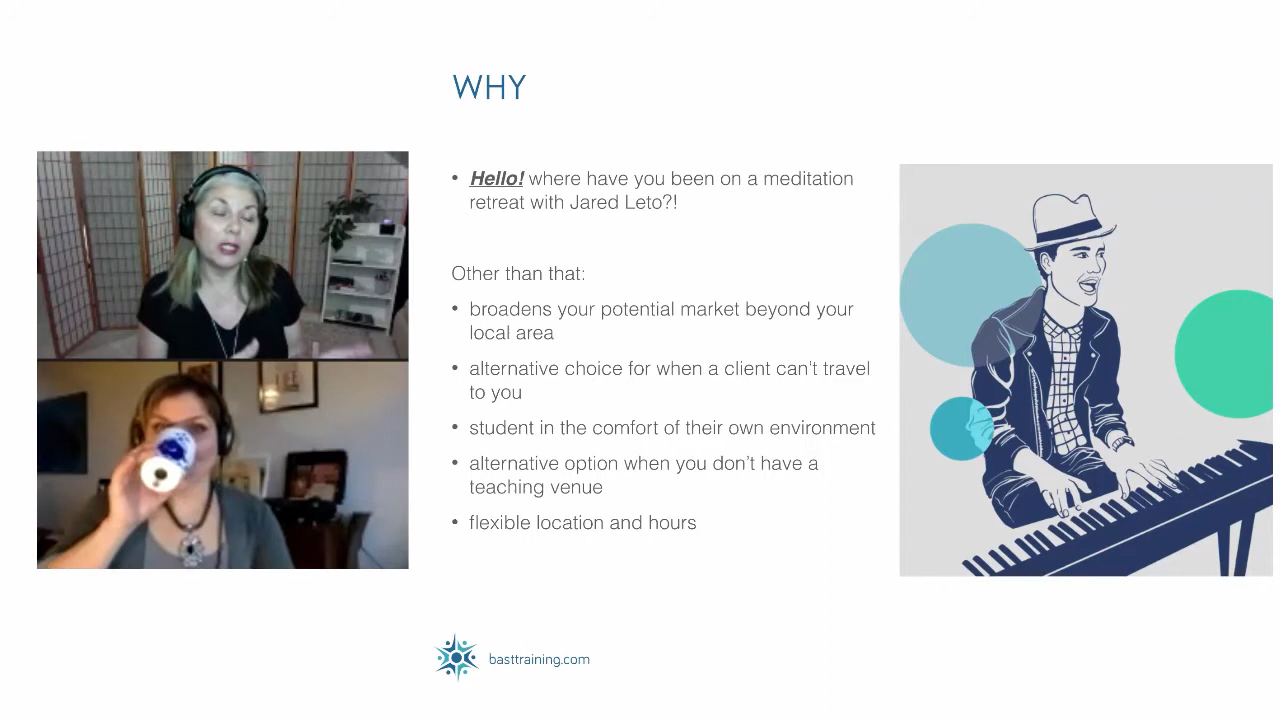 WHY
• Hello! where have you been on a meditation
retreat with Jared Leto?!
Other than that:
• broadens your potential market beyond your
local area
• alternative choice for when a client can't travel
to you
• student in the comfort of their own environment
• alternative option when you don’t have a
teaching venue
• flexible location and hours
basttraining.com